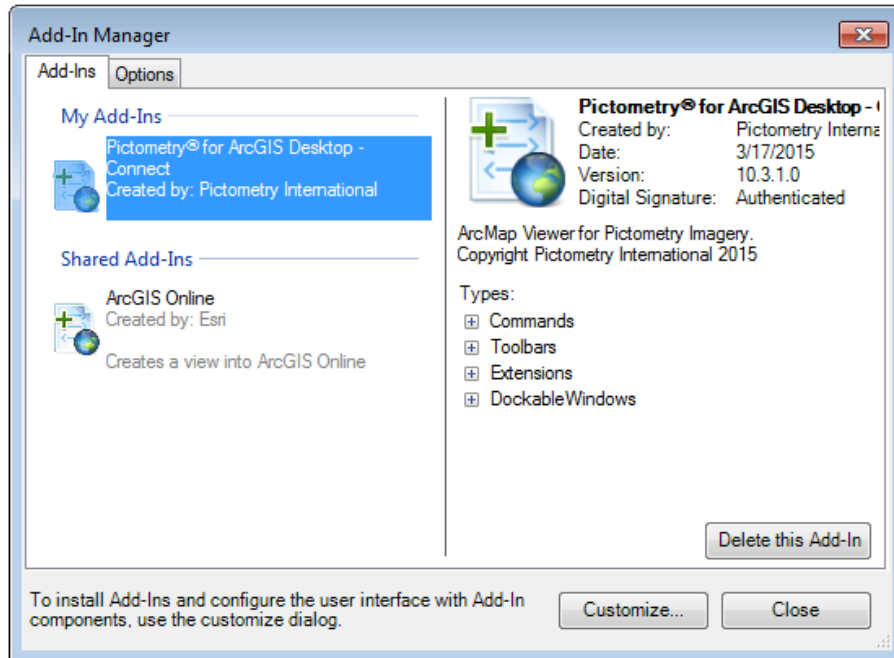 Add-In Manager
Add-Ins
Options
My Add-Ins
Pictometry® for ArcGIS Desktop -
Connect
Created by: Pictometry International
Shared Add-Ins
ArcGIS Online
Created by: Esri
Creates a view into ArcGIS Online
Pictometry® for ArcGIS Desktop - 
Created by: Pictometry Interna
Date: 3/17/2015
Version: 10.3.1.0
Digital Signature: Authenticated
ArcMap Viewer for Pictometry Imagery.
Copyright Pictometry International 2015
Types:
Commands
Toolbars
Extensions
DockableWindows
Delete this Add-In
To install Add-Ins and configure the user interface with Add-In
components, use the customize dialog.
Customize...
Close